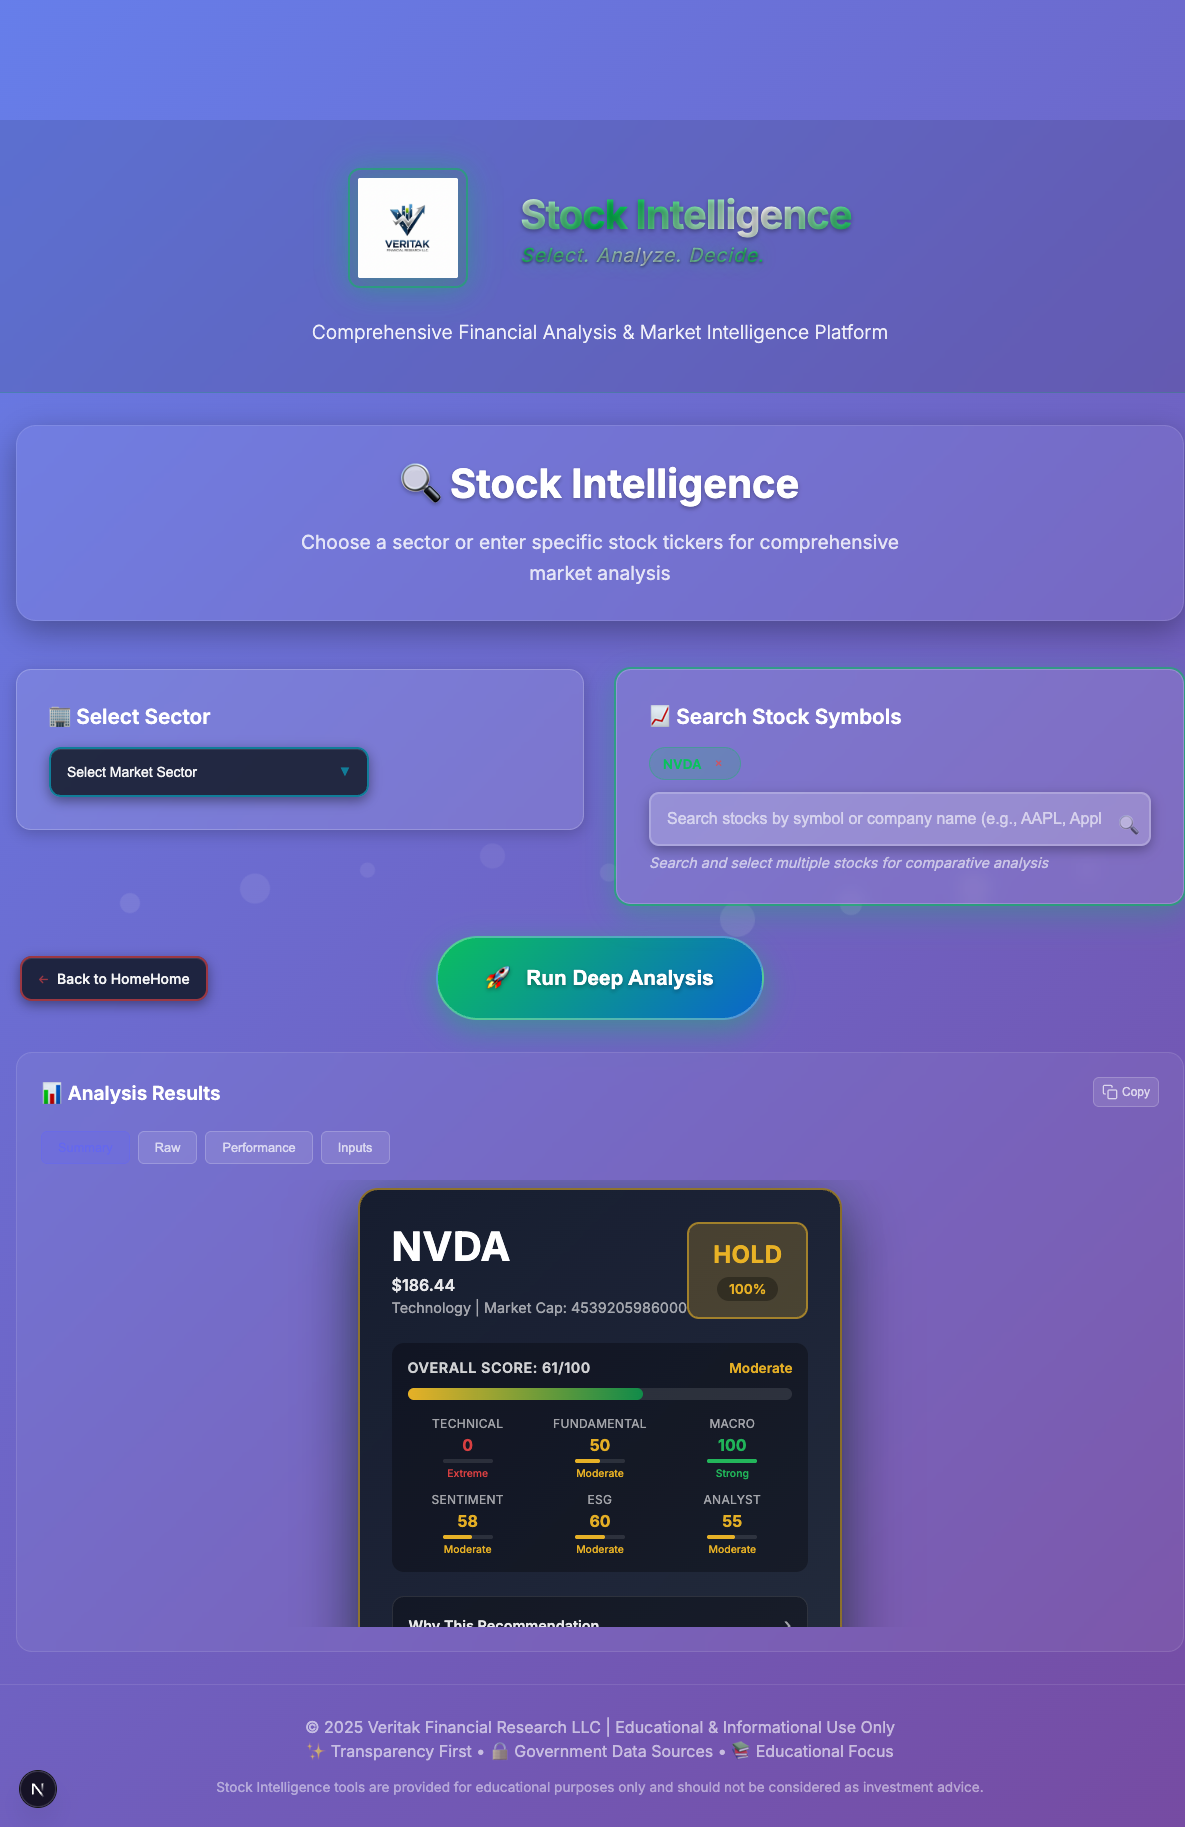 VERITAK
FINANCIAL RESEARCH LLC
Stock Intelligence
Select. Analyze. Decide.
Comprehensive Financial Analysis & Market Intelligence Platform
🔍 Stock Intelligence
Choose a sector or enter specific stock tickers for comprehensive
market analysis
🏢 Select Sector
Select Market Sector ▼
📈 Search Stock Symbols
NVDA ×
Search stocks by symbol or company name (e.g., AAPL, Appl
Search and select multiple stocks for comparative analysis
← Back to HomeHome
🚀 Run Deep Analysis
📊 Analysis Results
Copy
Summary
Raw
Performance
Inputs
NVDA
HOLD
100%
$186.44
Technology | Market Cap: 4539205986000
OVERALL SCORE: 61/100
Moderate
TECHNICAL
0
Extreme
FUNDAMENTAL
50
Moderate
MACRO
100
Strong
SENTIMENT
58
Moderate
ESG
60
Moderate
ANALYST
55
Moderate
Why This Recommendation
© 2025 Veritak Financial Research LLC | Educational & Informational Use Only
✨ Transparency First • 🔒 Government Data Sources • 📚 Educational Focus
Stock Intelligence tools are provided for educational purposes only and should not be considered as investment advice.
N